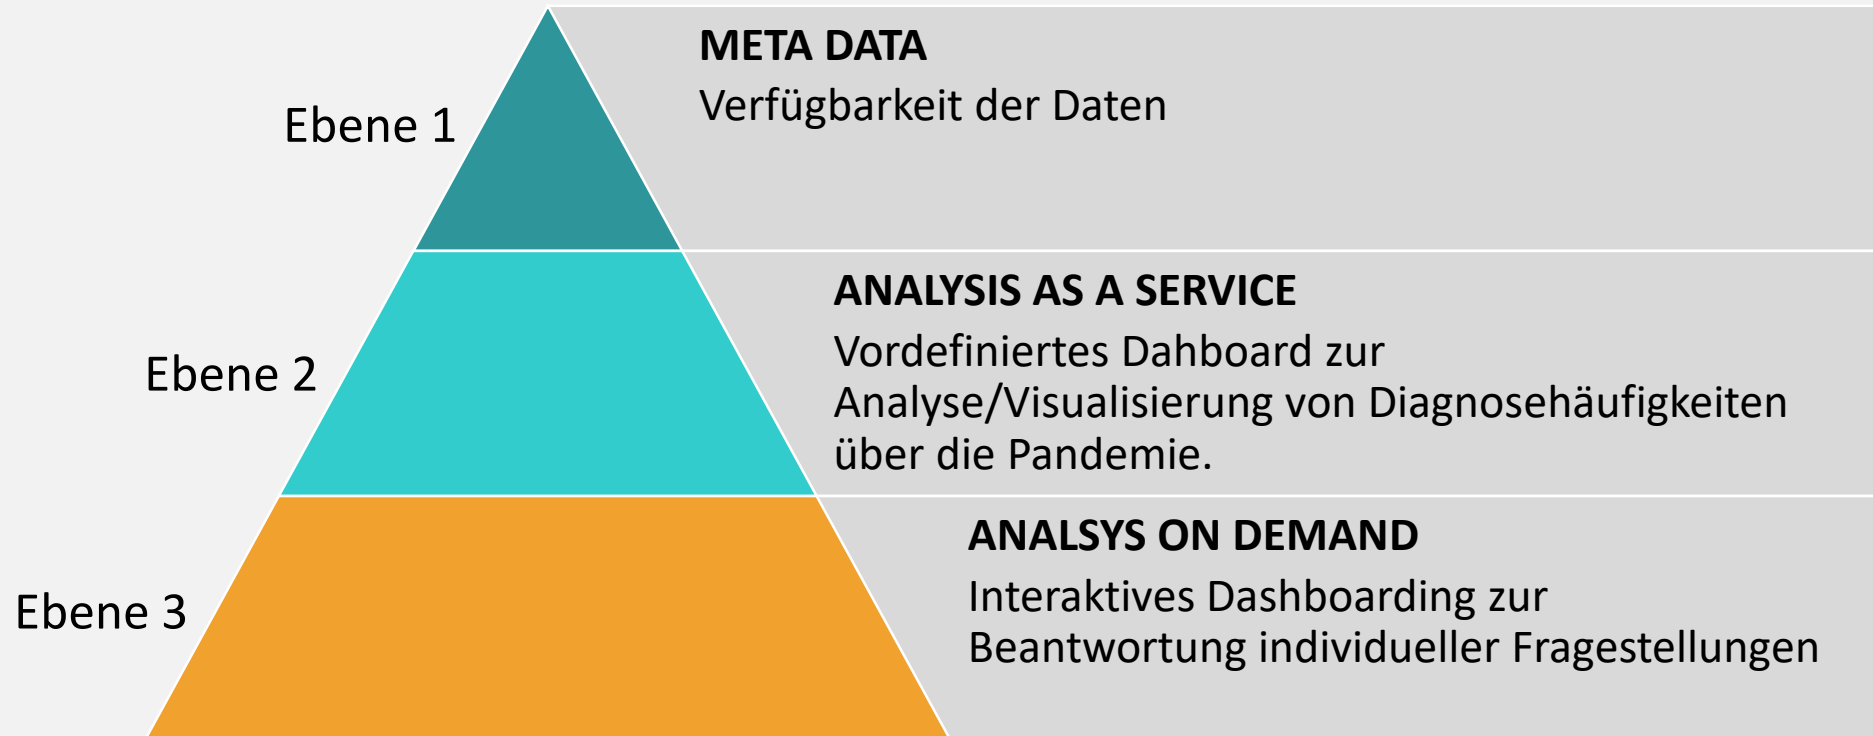 Ebene 1
META DATA
Verfügbarkeit der Daten
Ebene 2
ANALYSIS AS A SERVICE
Vordefiniertes Dahboard zur
Analyse/Visualisierung von Diagnosehäufigkeiten
über die Pandemie.
Ebene 3
ANALSYS ON DEMAND
Interaktives Dashboarding zur
Beantwortung individueller Fragestellungen